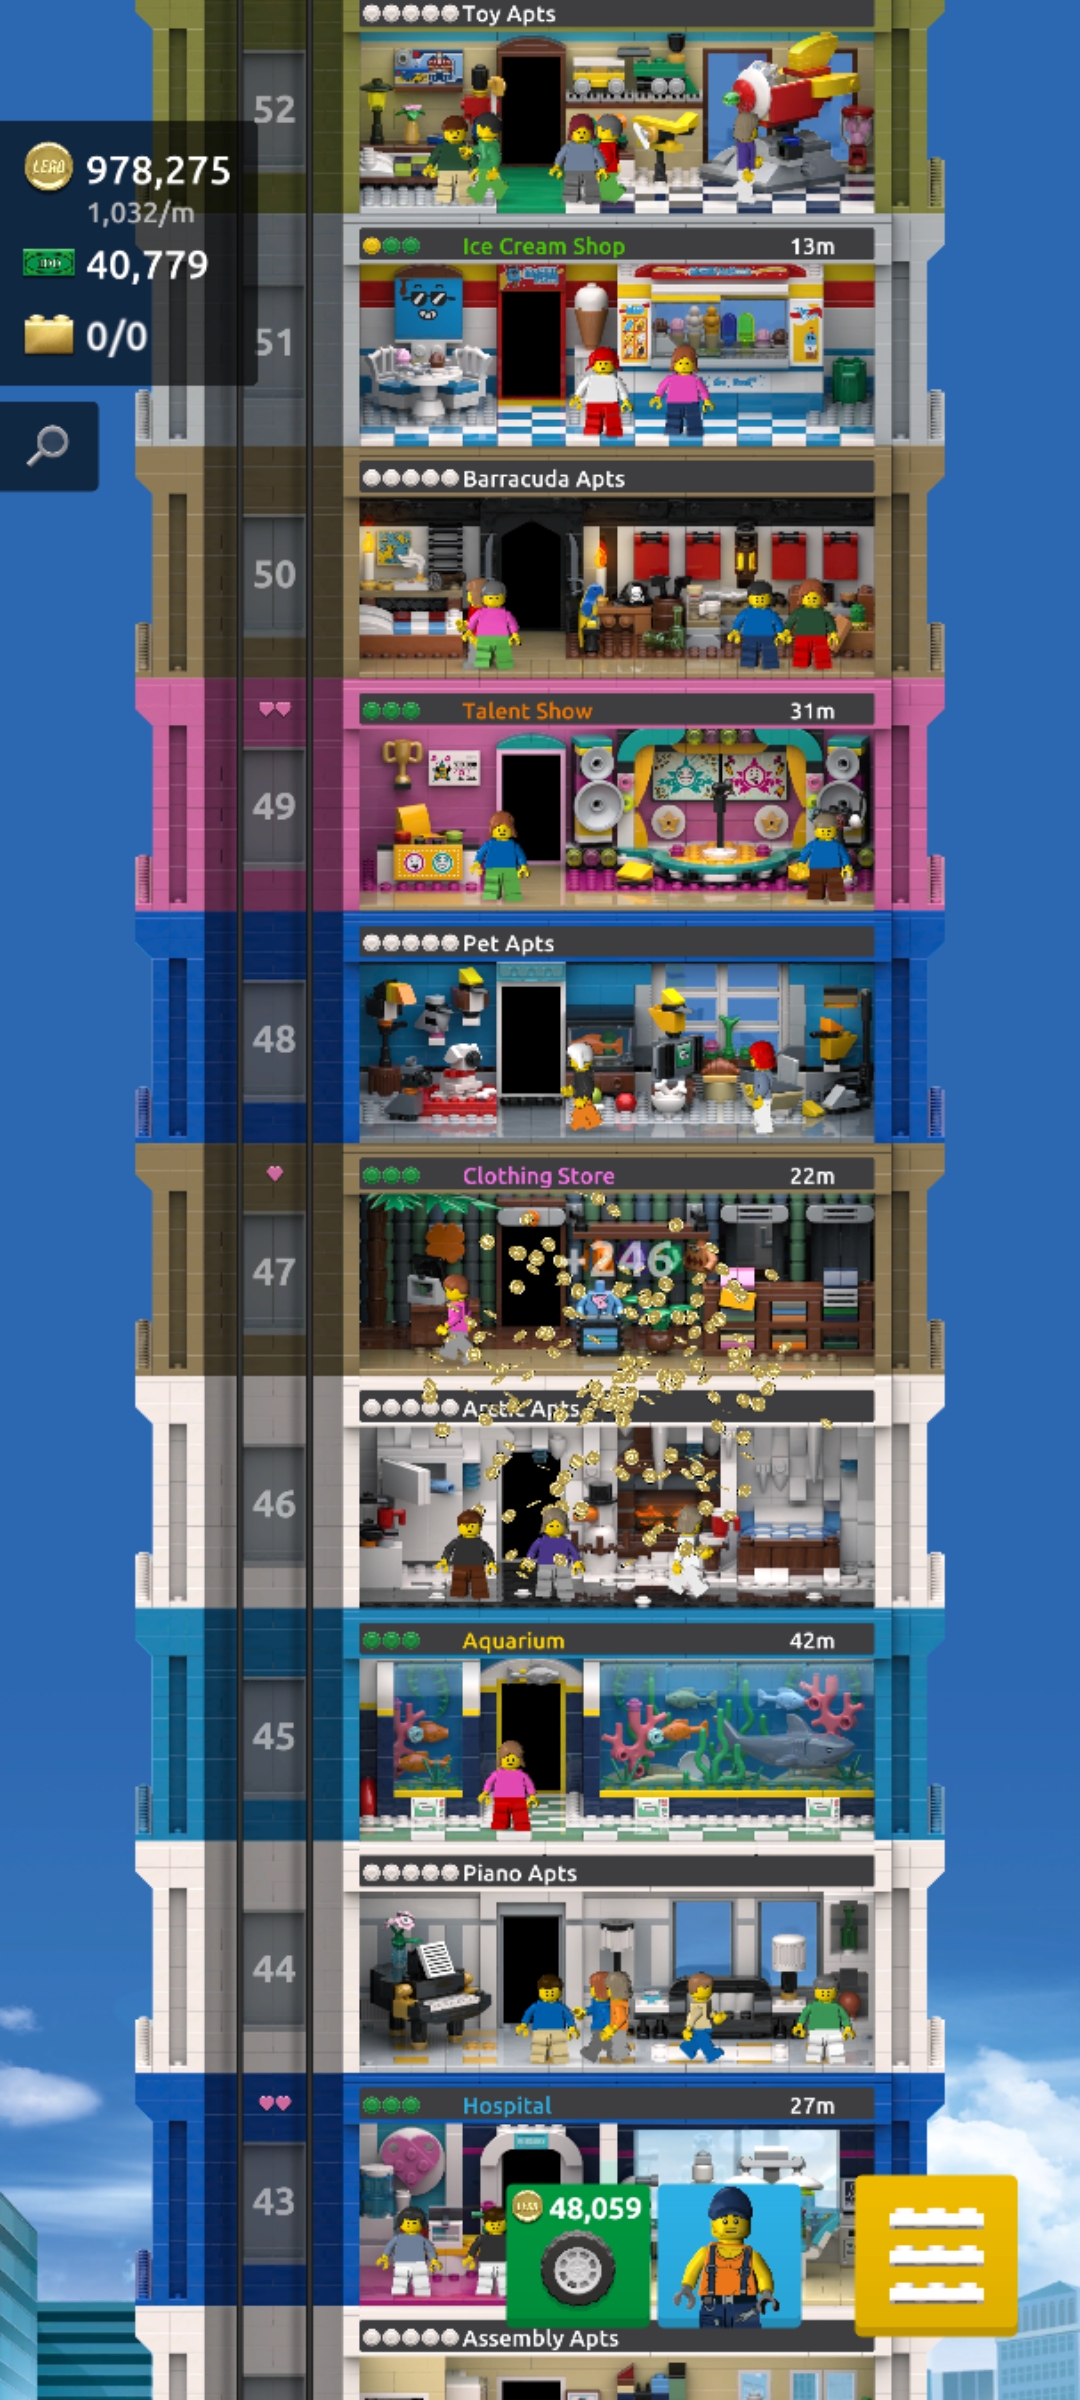 Toy Apts
52
LEGO 978,275
1,032/m
40,779
0/0
Ice Cream Shop 13m
51
Barracuda Apts
50
Talent Show 31m
49
Pet Apts
48
Clothing Store 22m
+246
47
Arctic Apts
46
Aquarium 42m
45
Piano Apts
44
Hospital 27m
43
48,059
Assembly Apts